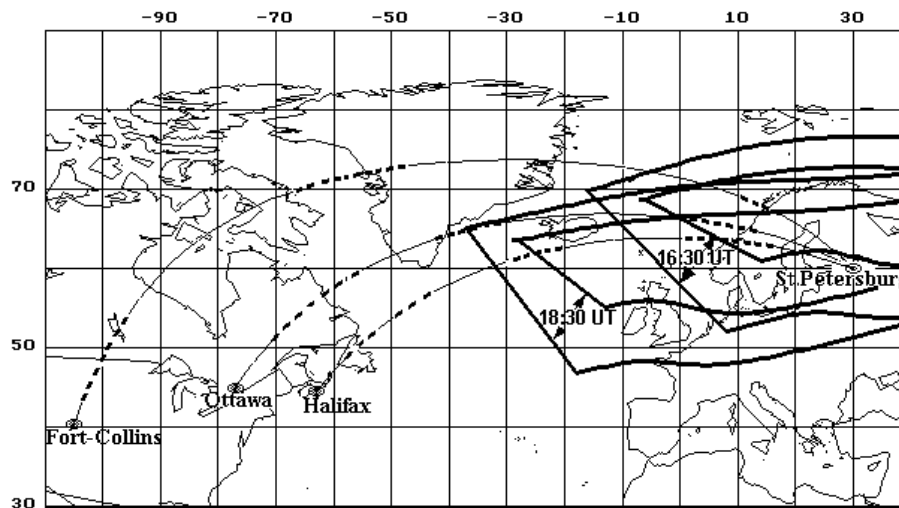 -90 -70 -50 -30 -10 10 30
70
16:30 UT
St.Petersburg
18:30 UT
50
Ottawa
Halifax
Fort-Collins
30